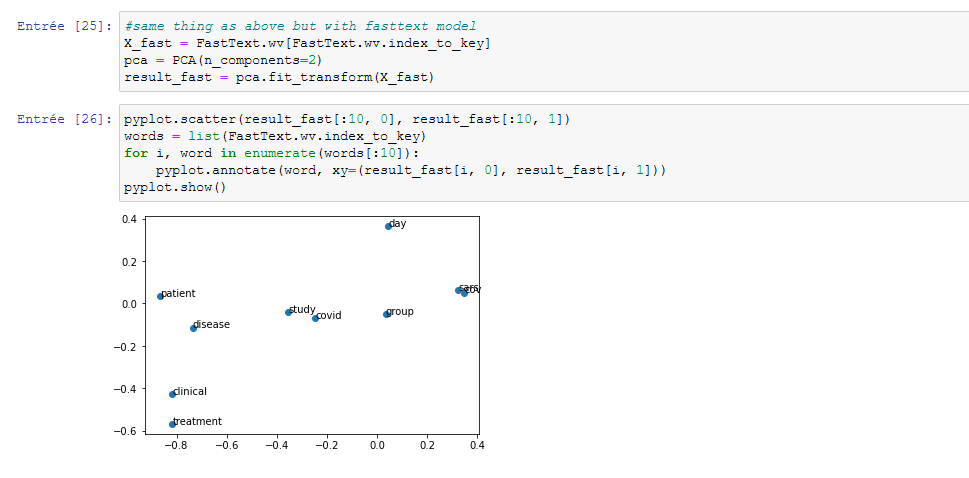 Entrée [25]: #same thing as above but with fasttext model
X_fast = FastText.wv[FastText.wv.index_to_key]
pca = PCA(n_components=2)
result_fast = pca.fit_transform(X_fast)
Entrée [26]: pyplot.scatter(result_fast[:10, 0], result_fast[:10, 1])
words = list(FastText.wv.index_to_key)
for i, word in enumerate(words[:10]):
    pyplot.annotate(word, xy=(result_fast[i, 0], result_fast[i, 1]))
pyplot.show()
0.4
day
0.2
0.0
patient
study
covid
group
disease
−0.2
−0.4
clinical
treatment
−0.6
−0.8 −0.6 −0.4 −0.2 0.0 0.2 0.4